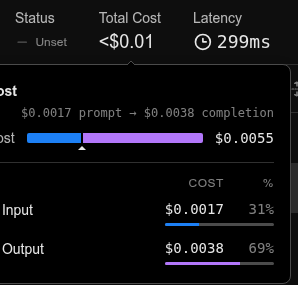 Status Total Cost Latency
— Unset <$0.01 299ms
ost
$0.0017 prompt → $0.0038 completion
ost $0.0055
COST %
Input $0.0017 31%
Output $0.0038 69%